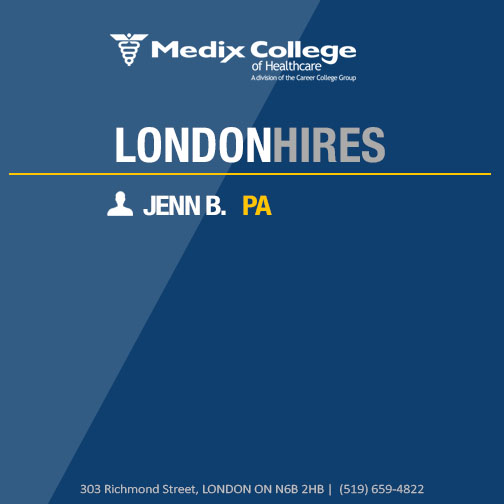 Medix College
of Healthcare
A division of the Career College Group
LONDONHIRES
JENN B. PA
303 Richmond Street, LONDON ON N6B 2HB | (519) 659-4822